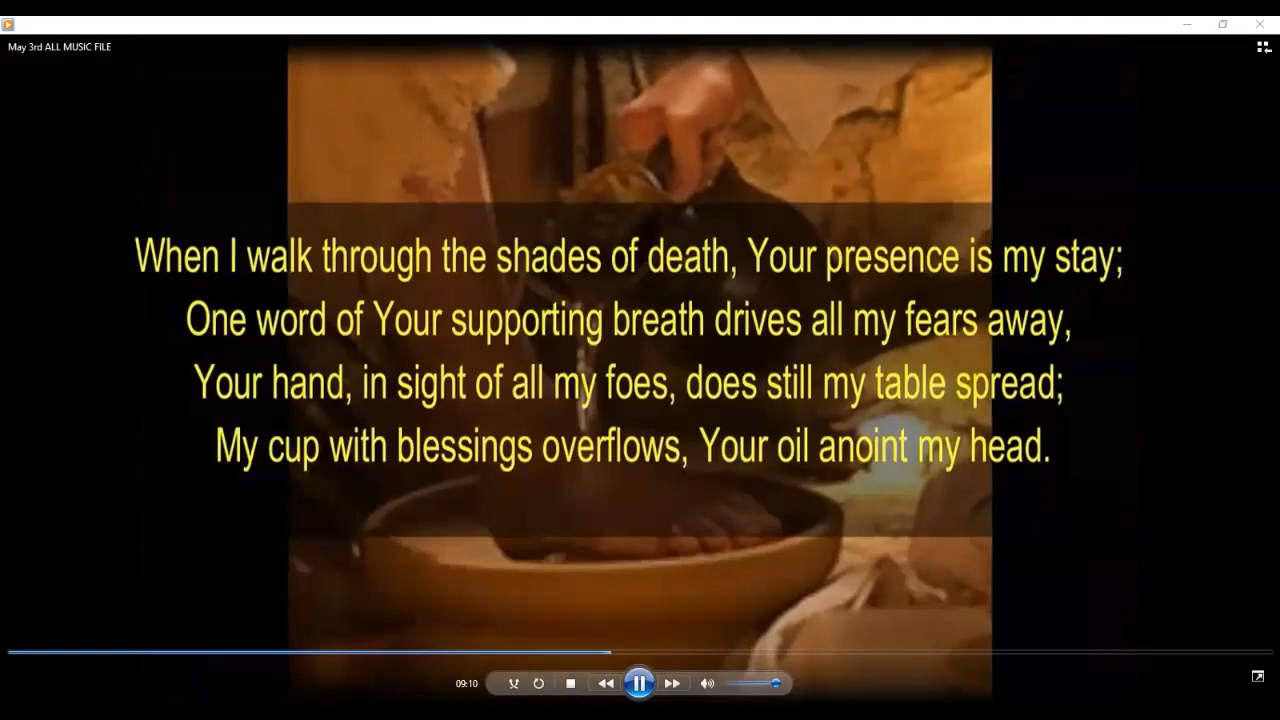 May 3rd ALL MUSIC FILE
When I walk through the shades of death, Your presence is my stay;
One word of Your supporting breath drives all my fears away,
Your hand, in sight of all my foes, does still my table spread;
My cup with blessings overflows, Your oil anoint my head.
09:10